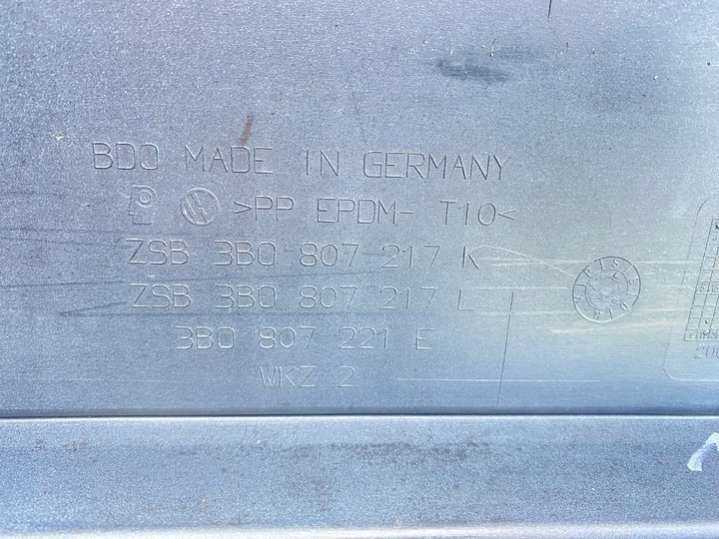 BDO MADE IN GERMANY
>PP EPDM- T10<
ZSB 3B0 807 217 K
ZSB 3B0 807 217 L
3B0 807 221 E
WKZ 2